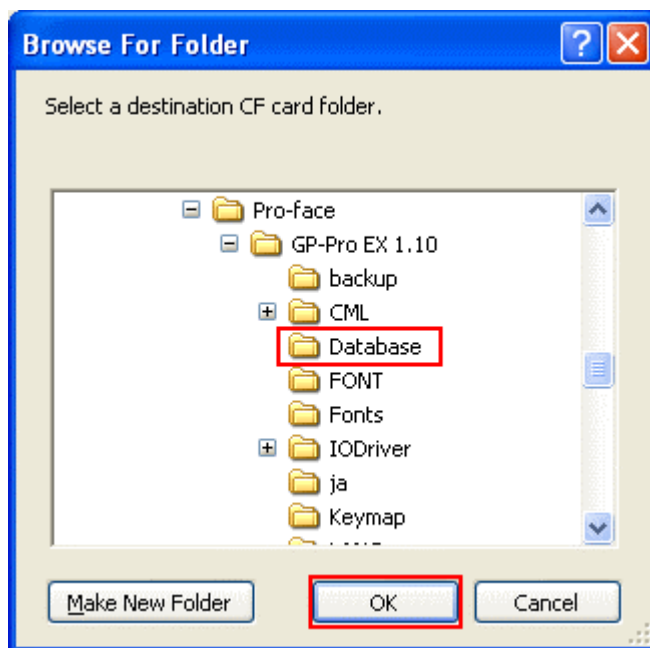 Browse For Folder
Select a destination CF card folder.
Pro-face
GP-Pro EX 1.10
backup
CML
Database
FONT
Fonts
IODriver
ja
Keymap
Make New Folder OK Cancel